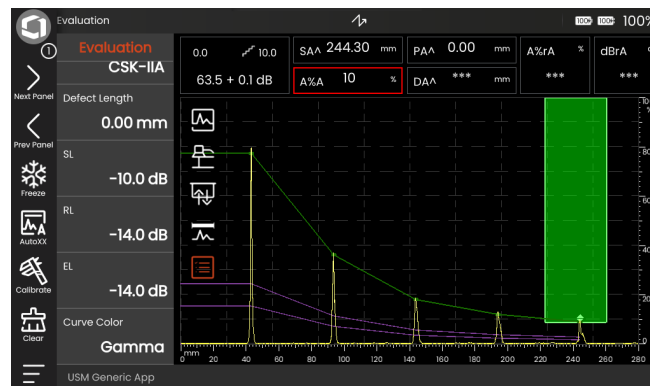 Evaluation
100%
100%
100%
1
Next Panel
Prev Panel
Freeze
AutoXX
Calibrate
Clear
Evaluation
CSK-IIA
Defect Length
0.00 mm
SL
-10.0 dB
RL
-14.0 dB
EL
-14.0 dB
Curve Color
Gamma
USM Generic App
0.0 10.0
63.5 + 0.1 dB
SA^ 244.30 mm
A%A 10 %
PA^ 0.00 mm
DA^ *** mm
A%rA %
***
dBrA
***
80
60
40
20
0
mm 20 40 60 80 100 120 140 160 180 200 220 240 260 280